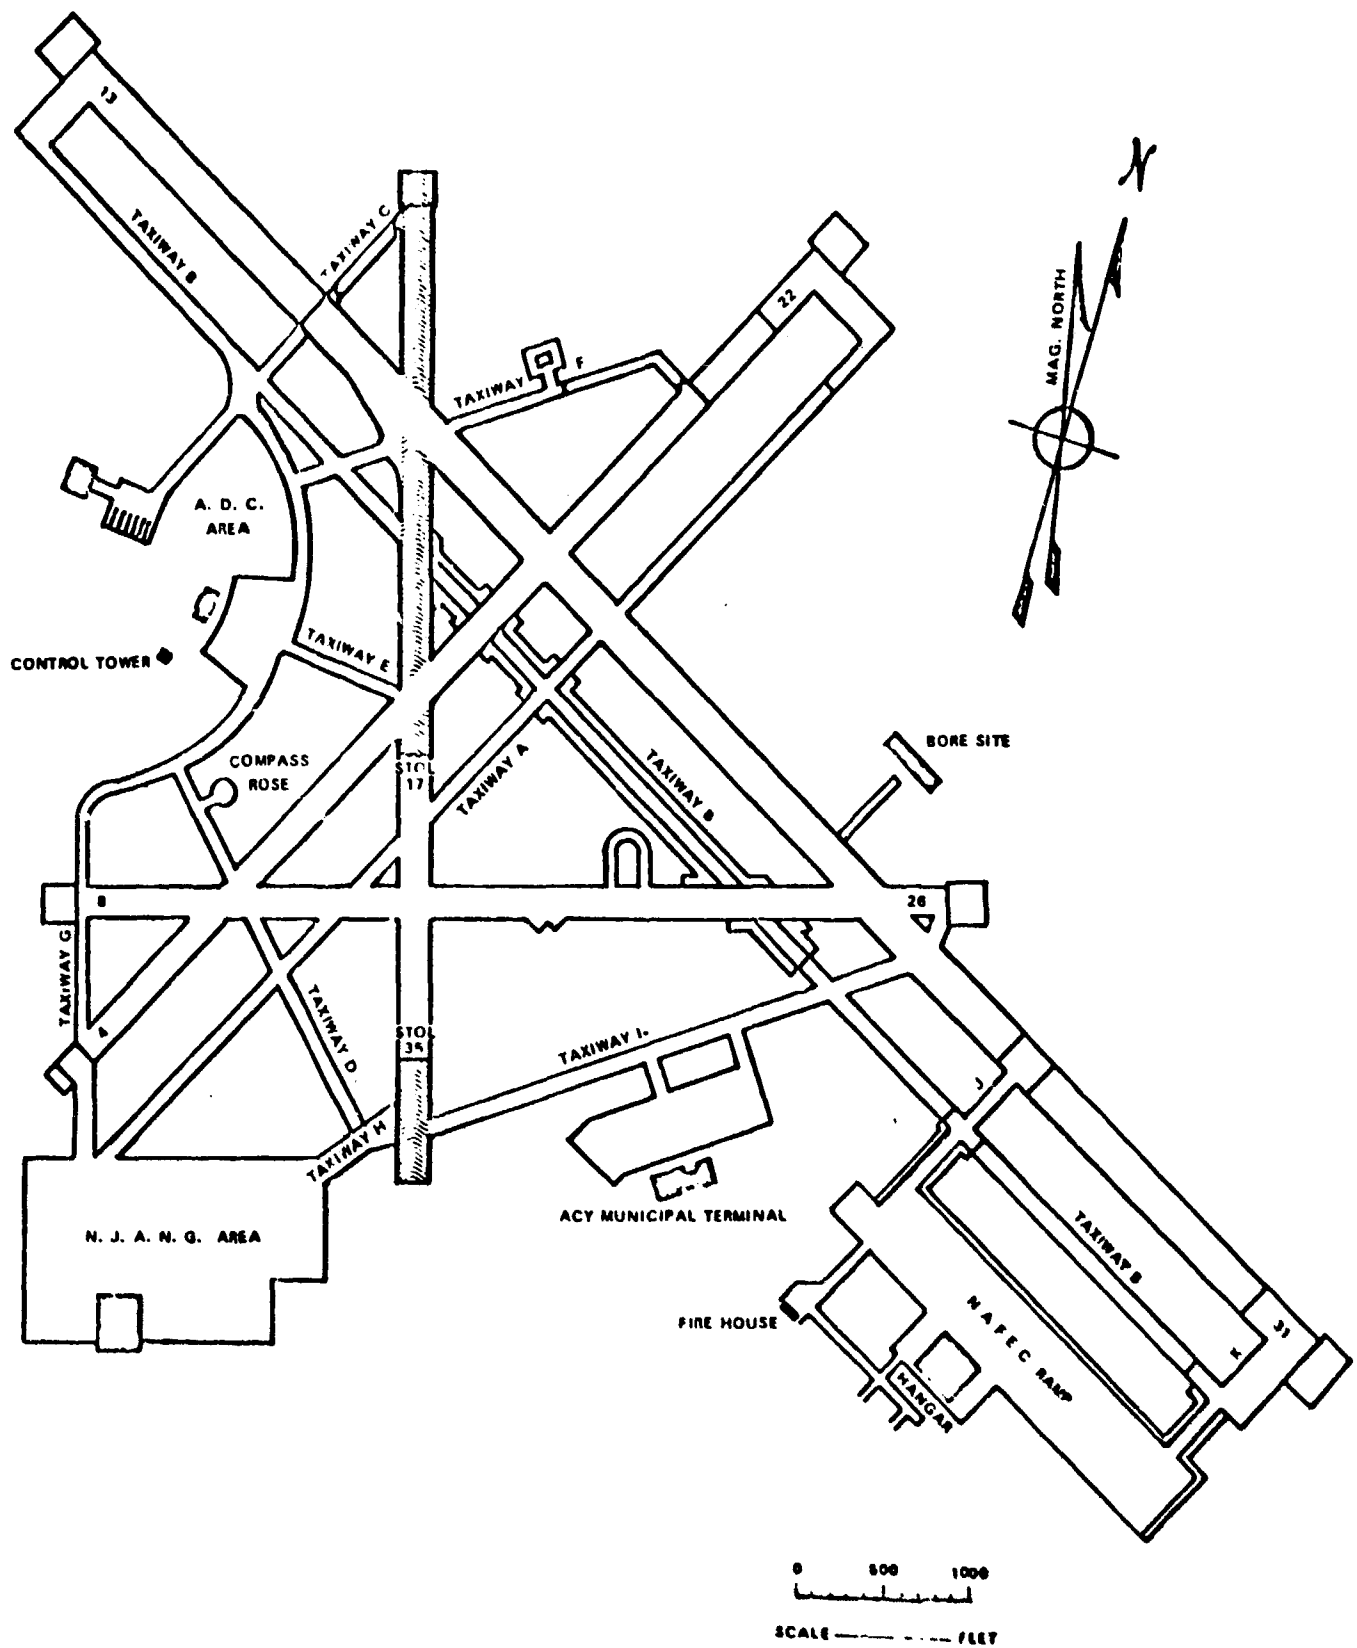 13
N
TAXIWAY C
TAXIWAY B
22
MAG. NORTH
TAXIWAY F
A. D. C.
AREA
TAXIWAY E
CONTROL TOWER
BORE SITE
COMPASS
ROSE
STOL
17
TAXIWAY A
TAXIWAY B
8
26
TAXIWAY G
TAXIWAY D
4
STOL
35
TAXIWAY I.
J
TAXIWAY H
ACY MUNICIPAL TERMINAL
N. J. A. N. G. AREA
TAXIWAY B
FIRE HOUSE
NAFEC RAMP
31
K
HANGAR
0 500 1000
SCALE FEET